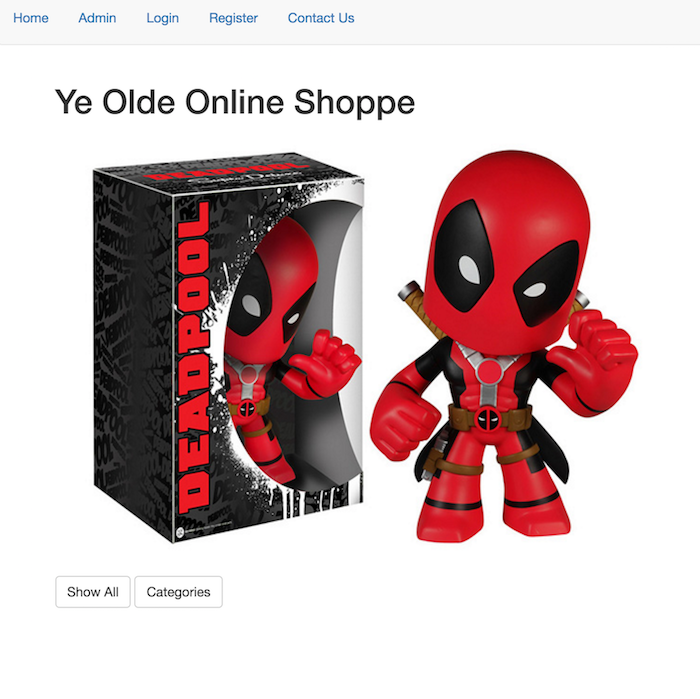 Home Admin Login Register Contact Us
Ye Olde Online Shoppe
DEADPOOL
DEADPOOL
Show All Categories